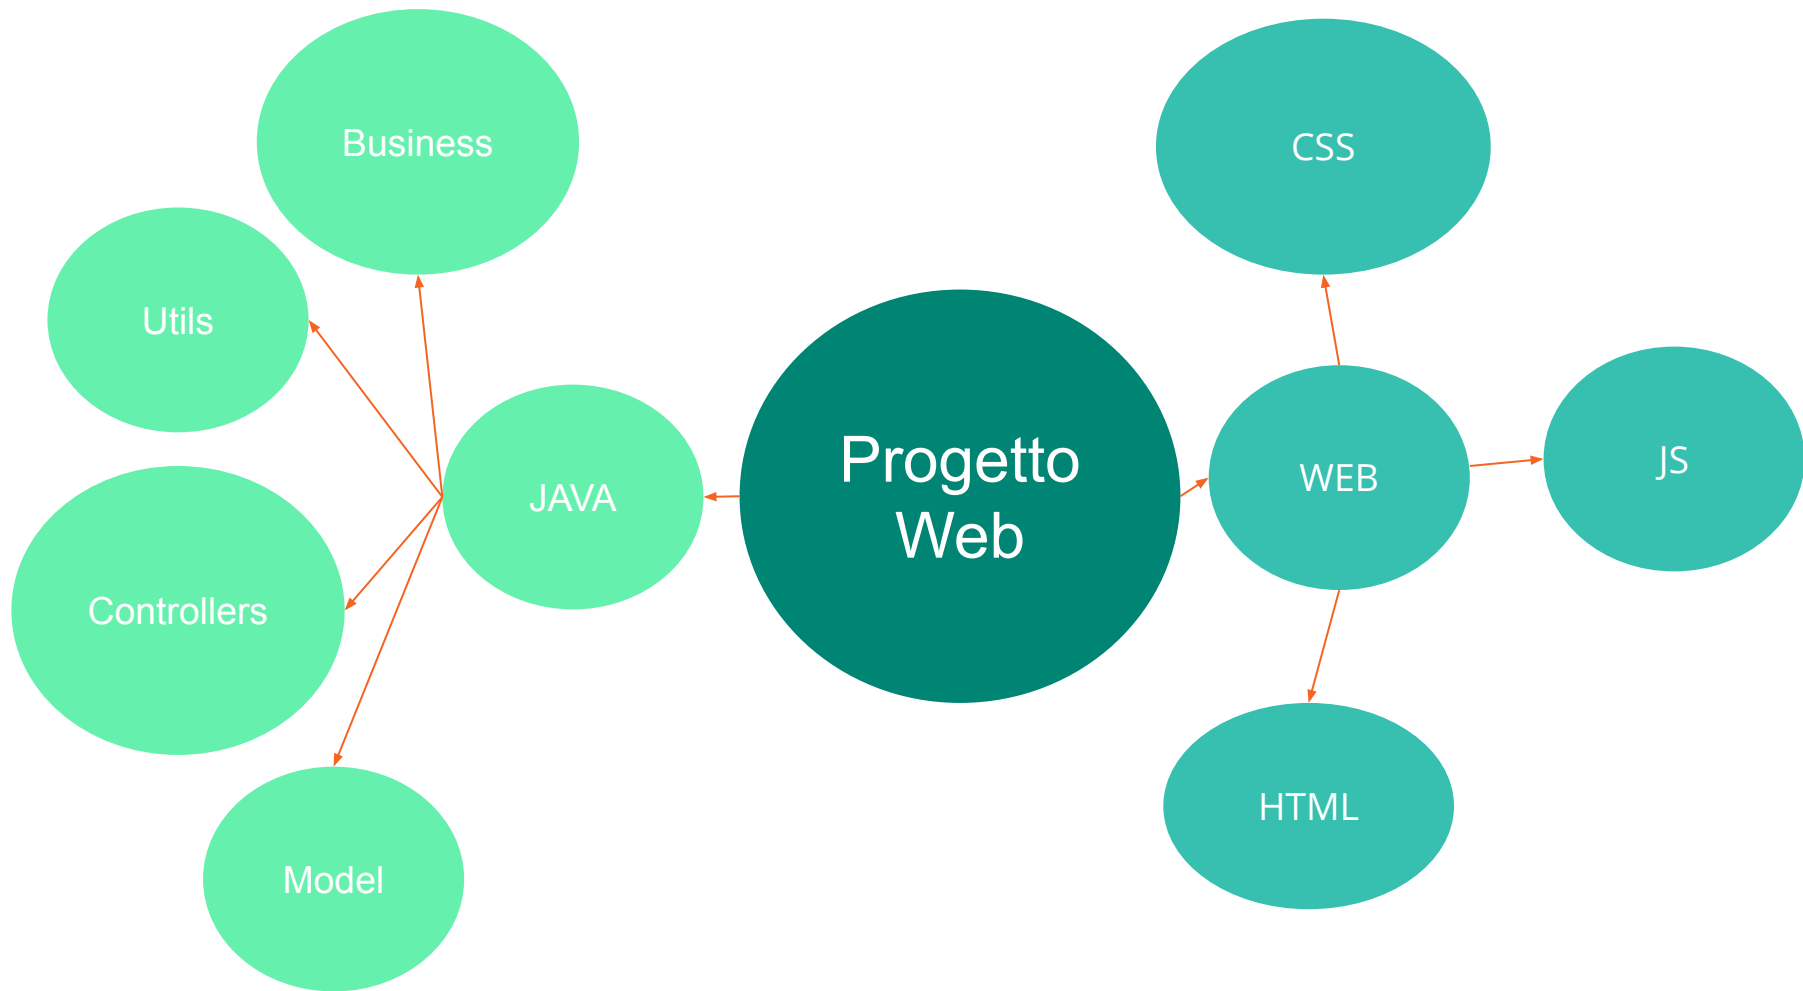 Business
CSS
Utils
Progetto
Web
JS
WEB
JAVA
Controllers
HTML
Model